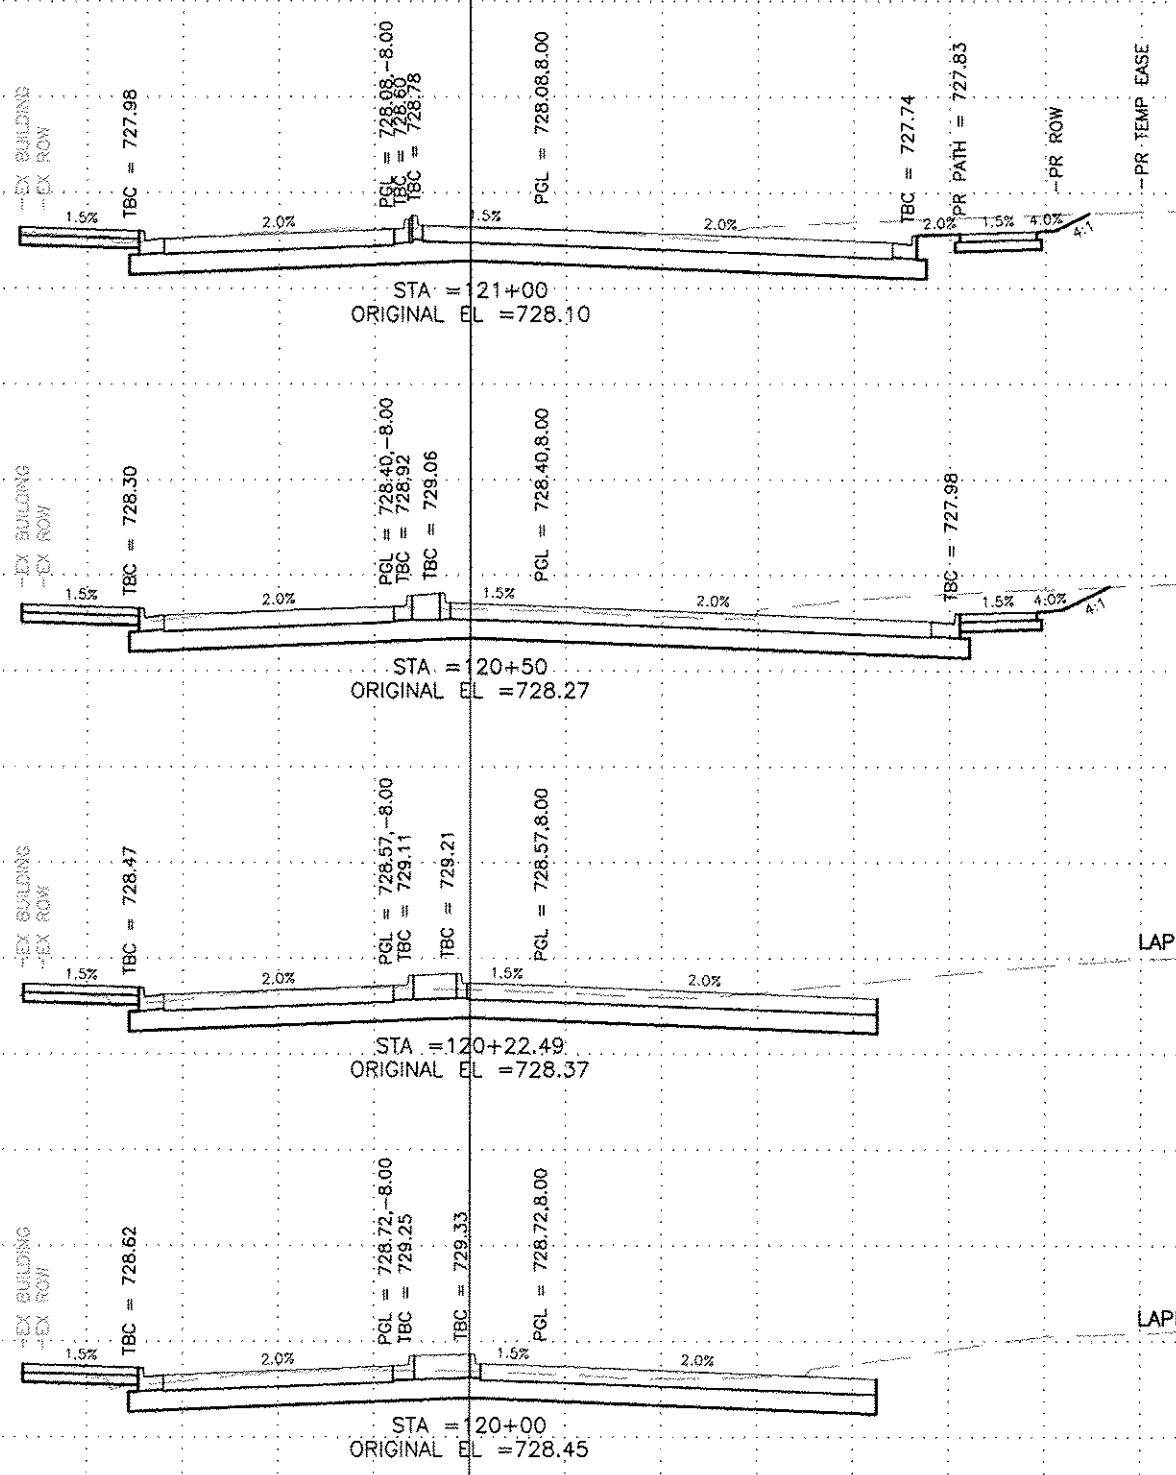 -EX BUILDING
-EX ROW
TBC = 727.98
PGL = 728.08,-8.00
TBC = 728.60
TBC = 728.78
PGL = 728.08,8.00
TBC = 727.74
PR PATH = 727.83
-PR ROW
-PR TEMP EASE
1.5%
2.0%
1.5%
2.0%
2.0%
1.5%
4.0%
4:1
STA =121+00
ORIGINAL EL =728.10
-EX BUILDING
-EX ROW
TBC = 728.30
PGL = 728.40,-8.00
TBC = 728.92
TBC = 729.06
PGL = 728.40,8.00
TBC = 727.98
1.5%
2.0%
1.5%
2.0%
1.5%
4.0%
4:1
STA =120+50
ORIGINAL EL =728.27
-EX BUILDING
-EX ROW
TBC = 728.47
PGL = 728.57,-8.00
TBC = 729.11
TBC = 729.21
PGL = 728.57,8.00
LAP
1.5%
2.0%
1.5%
2.0%
STA =120+22.49
ORIGINAL EL =728.37
-EX BUILDING
-EX ROW
TBC = 728.62
PGL = 728.72,-8.00
TBC = 729.25
TBC = 729.33
PGL = 728.72,8.00
LAP
1.5%
2.0%
1.5%
2.0%
STA =120+00
ORIGINAL EL =728.45